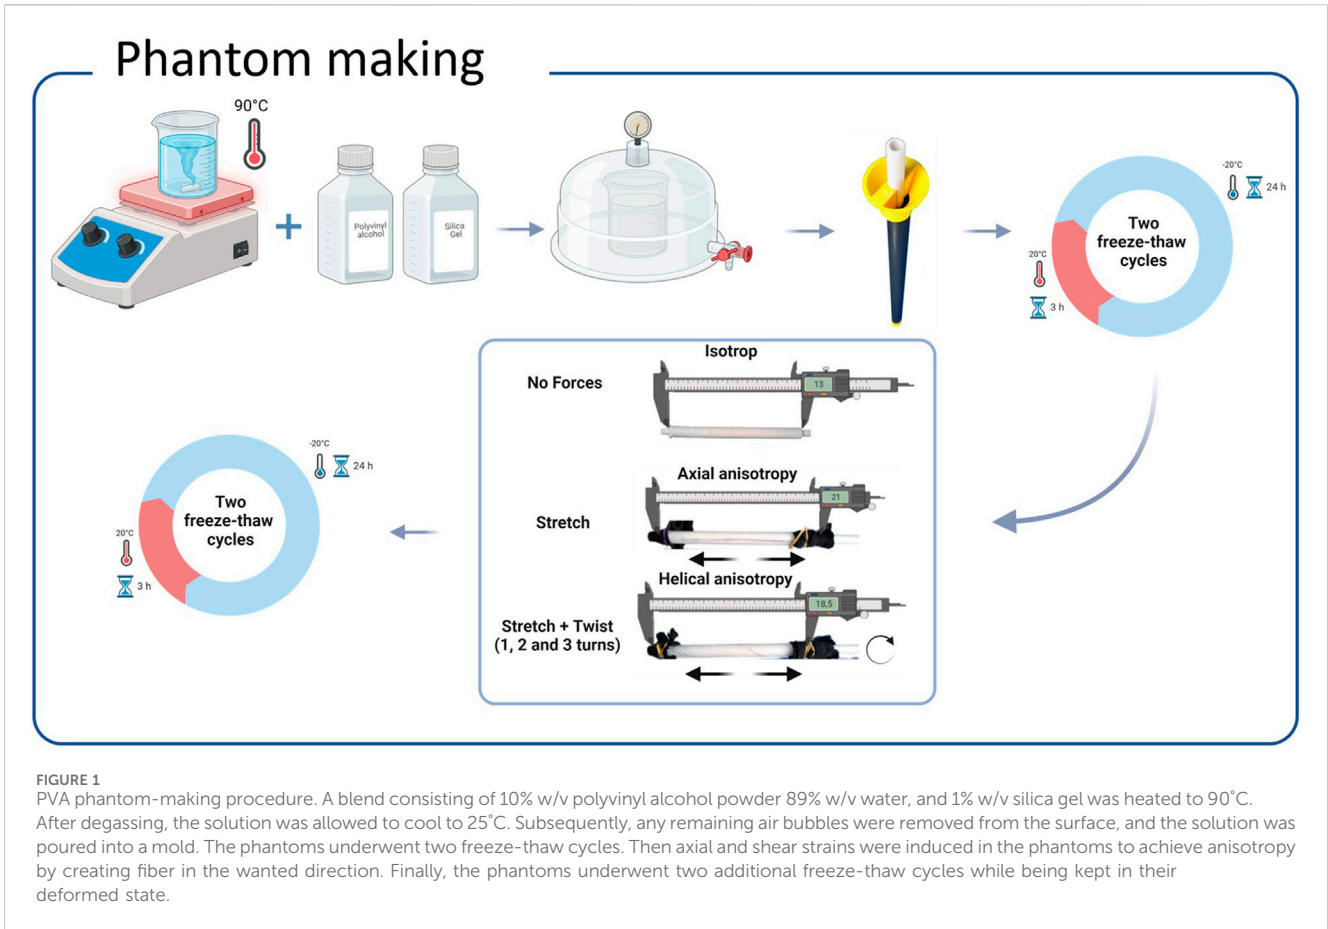 Phantom making
90°C
Polyvinyl
alcohol
Silica
Gel
-20°C
24 h
Two
freeze-thaw
cycles
20°C
3 h
Isotrop
No Forces
13
Axial anisotropy
21
Stretch
Helical anisotropy
18,5
Stretch + Twist
(1, 2 and 3 turns)
-20°C
24 h
Two
freeze-thaw
cycles
20°C
3 h
FIGURE 1
PVA phantom-making procedure. A blend consisting of 10% w/v polyvinyl alcohol powder 89% w/v water, and 1% w/v silica gel was heated to 90°C.
After degassing, the solution was allowed to cool to 25°C. Subsequently, any remaining air bubbles were removed from the surface, and the solution was
poured into a mold. The phantoms underwent two freeze-thaw cycles. Then axial and shear strains were induced in the phantoms to achieve anisotropy
by creating fiber in the wanted direction. Finally, the phantoms underwent two additional freeze-thaw cycles while being kept in their
deformed state.